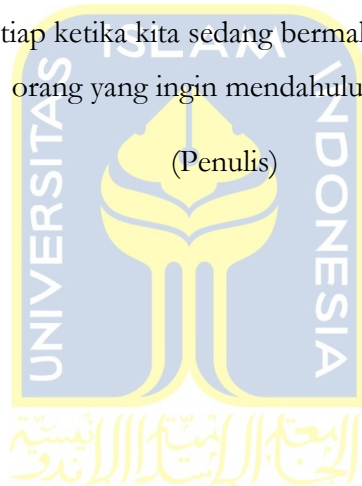 tiap ketika kita sedang bermal
orang yang ingin mendahulu
(Penulis)
UNIVERSITAS
ISLAM
INDONESIA